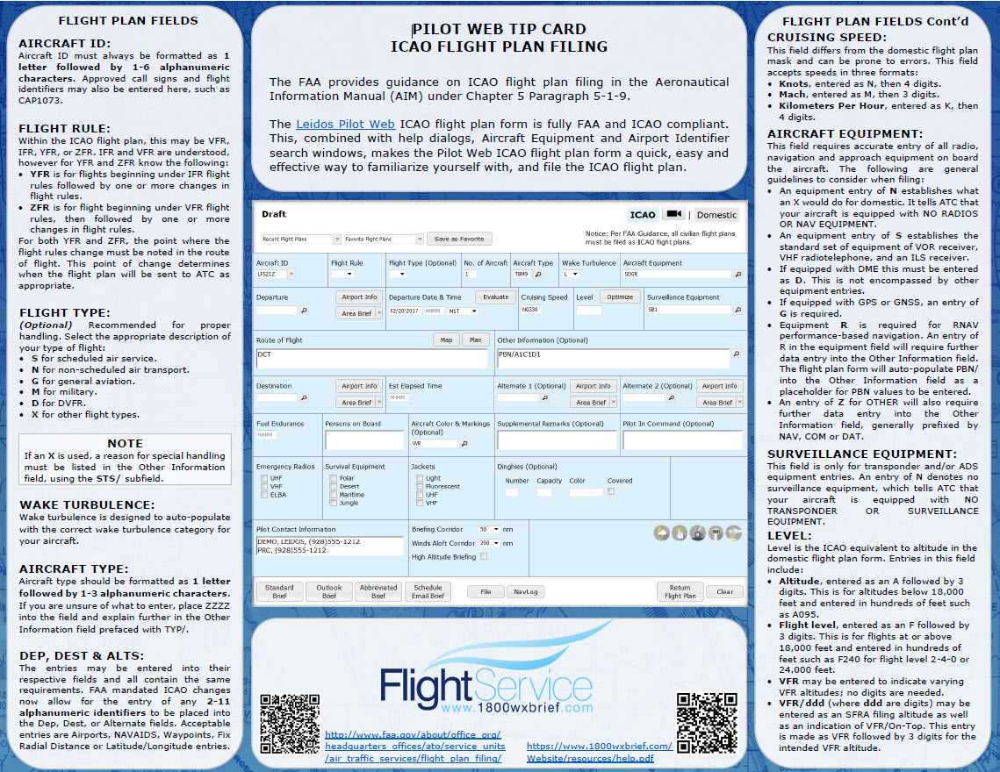 FLIGHT PLAN FIELDS
AIRCRAFT ID:
Aircraft ID must always be formatted as 1
letter followed by 1-6 alphanumeric
characters. Approved call signs and flight
identifiers may also be entered here, such as
CAP1073.
FLIGHT RULE:
Within the ICAO flight plan, this may be VFR,
IFR, YFR, or ZFR. IFR and VFR are understood,
however for YFR and ZFR know the following:
• YFR is for flights beginning under IFR flight
rules followed by one or more changes in
flight rules.
• ZFR is for flight beginning under VFR flight
rules, then followed by one or more
changes in flight rules.
For both YFR and ZFR, the point where the
flight rules change must be noted in the route
of flight. This point of change determines
when the flight plan will be sent to ATC as
appropriate.
FLIGHT TYPE:
(Optional) Recommended for proper
handling. Select the appropriate description of
your type of flight:
• S for scheduled air service.
• N for non-scheduled air transport.
• G for general aviation.
• M for military.
• D for DVFR.
• X for other flight types.
NOTE
If an X is used, a reason for special handling
must be listed in the Other Information
field, using the STS/ subfield.
WAKE TURBULENCE:
Wake turbulence is designed to auto-populate
with the correct wake turbulence category for
your aircraft.
AIRCRAFT TYPE:
Aircraft type should be formatted as 1 letter
followed by 1-3 alphanumeric characters.
If you are unsure of what to enter, place ZZZZ
into the field and explain further in the Other
Information field prefaced with TYP/.
DEP, DEST & ALTS:
The entries may be entered into their
respective fields and all contain the same
requirements. FAA mandated ICAO changes
now allow for the entry of any 2-11
alphanumeric identifiers to be placed into
the Dep, Dest, or Alternate fields. Acceptable
entries are Airports, NAVAIDS, Waypoints, Fix
Radial Distance or Latitude/Longitude entries.
PILOT WEB TIP CARD
ICAO FLIGHT PLAN FILING
The FAA provides guidance on ICAO flight plan filing in the Aeronautical
Information Manual (AIM) under Chapter 5 Paragraph 5-1-9.
The Leidos Pilot Web ICAO flight plan form is fully FAA and ICAO compliant.
This, combined with help dialogs, Aircraft Equipment and Airport Identifier
search windows, makes the Pilot Web ICAO flight plan form a quick, easy and
effective way to familiarize yourself with, and file the ICAO flight plan.
Draft
ICAO | Domestic
Recent Flight Plans Favorite Flight Plans Save as Favorite
Notice: Per FAA Guidance, all civilian flight plans
must be filed as ICAO flight plans.
Aircraft ID Flight Rule Flight Type (Optional) No. of Aircraft Aircraft Type Wake Turbulence Aircraft Equipment
LF521Z 1 TBM9 L SDGR
Departure Airport Info Departure Date & Time Evaluate Cruising Speed Level Optimize Surveillance Equipment
Area Brief 02/20/2017 HHMM MST N0330 SB1
Route of Flight Map Plan Other Information (Optional)
DCT PBN/A1C1D1
Destination Airport Info Est Elapsed Time Alternate 1 (Optional) Airport Info Alternate 2 (Optional) Airport Info
Area Brief HHMM Area Brief Area Brief
Fuel Endurance Persons on Board Aircraft Color & Markings Supplemental Remarks (Optional) Pilot In Command (Optional)
(Optional)
HHMM WR
Emergency Radios Survival Equipment Jackets Dinghies (Optional)
UHF Polar Light Number Capacity Color Covered
VHF Desert Fluorescent
ELBA Maritime UHF
Jungle VHF
Pilot Contact Information Briefing Corridor 50 nm
DEMO, LEIDOS, (928)555-1212 Winds Aloft Corridor 200 nm
PRC, (928)555-1212
High Altitude Briefing
Standard Outlook Abbreviated Schedule File NavLog Return Clear
Brief Brief Brief Email Brief Flight Plan
FlightService
www.1800wxbrief.com
http://www.faa.gov/about/office_org/
headquarters_offices/ato/service_units
/air_traffic_services/flight_plan_filing/
https://www.1800wxbrief.com/
Website/resources/help.pdf
FLIGHT PLAN FIELDS Cont'd
CRUISING SPEED:
This field differs from the domestic flight plan
mask and can be prone to errors. This field
accepts speeds in three formats:
• Knots, entered as N, then 4 digits.
• Mach, entered as M, then 3 digits.
• Kilometers Per Hour, entered as K, then
4 digits.
AIRCRAFT EQUIPMENT:
This field requires accurate entry of all radio,
navigation and approach equipment on board
the aircraft. The following are general
guidelines to consider when filing:
• An equipment entry of N establishes what
an X would do for domestic. It tells ATC that
your aircraft is equipped with NO RADIOS
OR NAV EQUIPMENT.
• An equipment entry of S establishes the
standard set of equipment of VOR receiver,
VHF radiotelephone, and an ILS receiver.
• If equipped with DME this must be entered
as D. This is not encompassed by other
equipment entries.
• If equipped with GPS or GNSS, an entry of
G is required.
• Equipment R is required for RNAV
performance-based navigation. An entry of
R in the equipment field will require further
data entry into the Other Information field.
The flight plan form will auto-populate PBN/
into the Other Information field as a
placeholder for PBN values to be entered.
• An entry of Z for OTHER will also require
further data entry into the Other
Information field, generally prefixed by
NAV, COM or DAT.
SURVEILLANCE EQUIPMENT:
This field is only for transponder and/or ADS
equipment entries. An entry of N denotes no
surveillance equipment, which tells ATC that
your aircraft is equipped with NO
TRANSPONDER OR SURVEILLANCE
EQUIPMENT.
LEVEL:
Level is the ICAO equivalent to altitude in the
domestic flight plan form. Entries in this field
include:
• Altitude, entered as an A followed by 3
digits. This is for altitudes below 18,000
feet and entered in hundreds of feet such
as A095.
• Flight level, entered as an F followed by
3 digits. This is for flights at or above
18,000 feet and entered in hundreds of
feet such as F240 for flight level 2-4-0 or
24,000 feet.
• VFR may be entered to indicate varying
VFR altitudes; no digits are needed.
• VFR/ddd (where ddd are digits) may be
entered as an SFRA filing altitude as well
as an indication of VFR/On-Top. This entry
is made as VFR followed by 3 digits for the
intended VFR altitude.